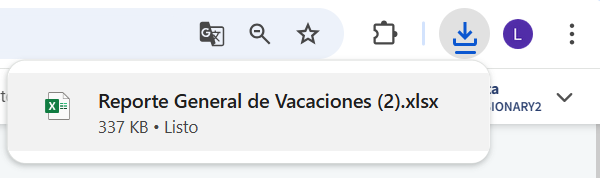 L
Reporte General de Vacaciones (2).xlsx
337 KB • Listo